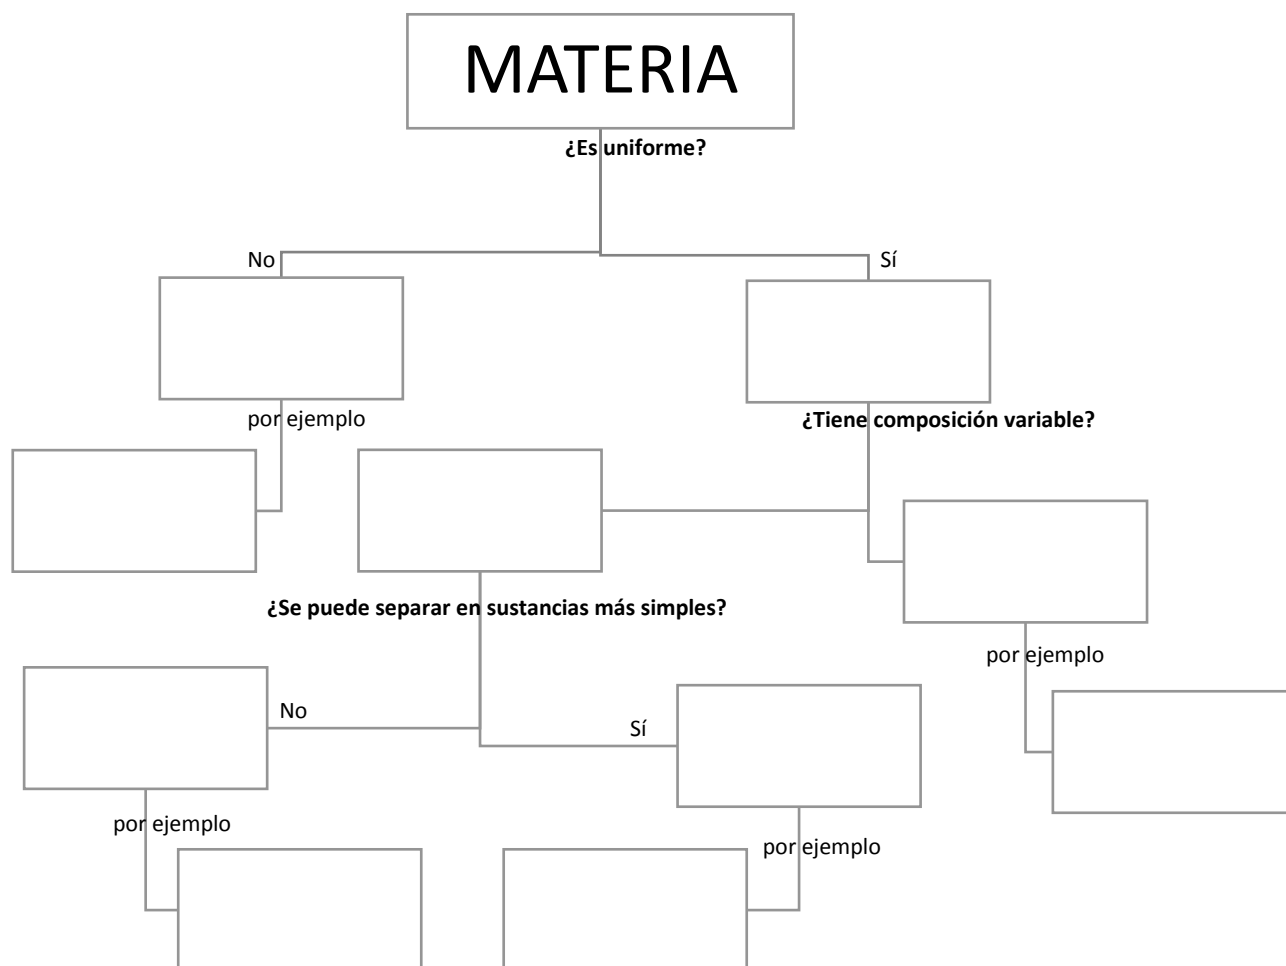 MATERIA
¿Es uniforme?
No
Sí
por ejemplo
¿Tiene composición variable?
¿Se puede separar en sustancias más simples?
por ejemplo
No
Sí
por ejemplo
por ejemplo